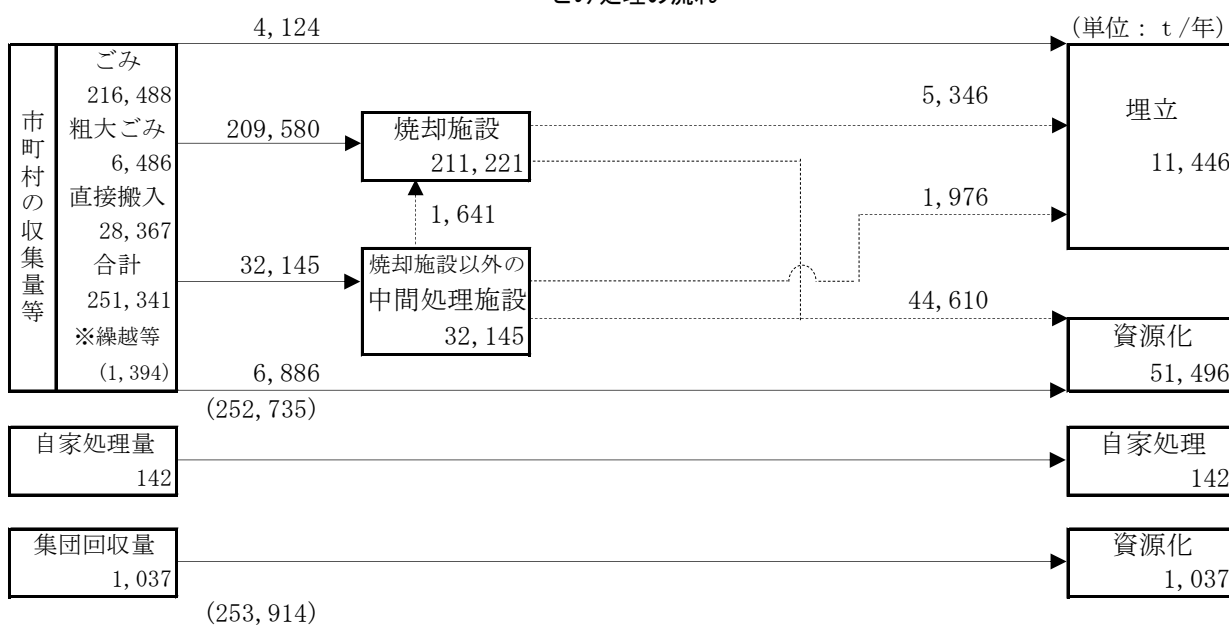 ごみ処理の流れ
(単位： ｔ/年)
4,124
市町村の収集量等
ごみ
216,488
粗大ごみ
6,486
直接搬入
28,367
合計
251,341
※繰越等
(1,394)
209,580
焼却施設
211,221
1,641
32,145
焼却施設以外の
中間処理施設
32,145
5,346
1,976
44,610
埋立
11,446
資源化
51,496
6,886
(252,735)
自家処理量
142
自家処理
142
集団回収量
1,037
資源化
1,037
(253,914)